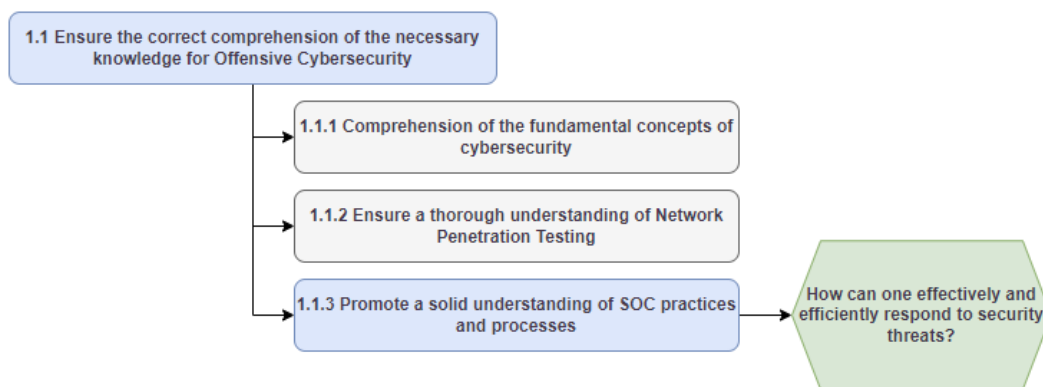 1.1 Ensure the correct comprehension of the necessary
knowledge for Offensive Cybersecurity
1.1.1 Comprehension of the fundamental concepts of
cybersecurity
1.1.2 Ensure a thorough understanding of Network
Penetration Testing
1.1.3 Promote a solid understanding of SOC practices
and processes
How can one effectively and
efficiently respond to security
threats?